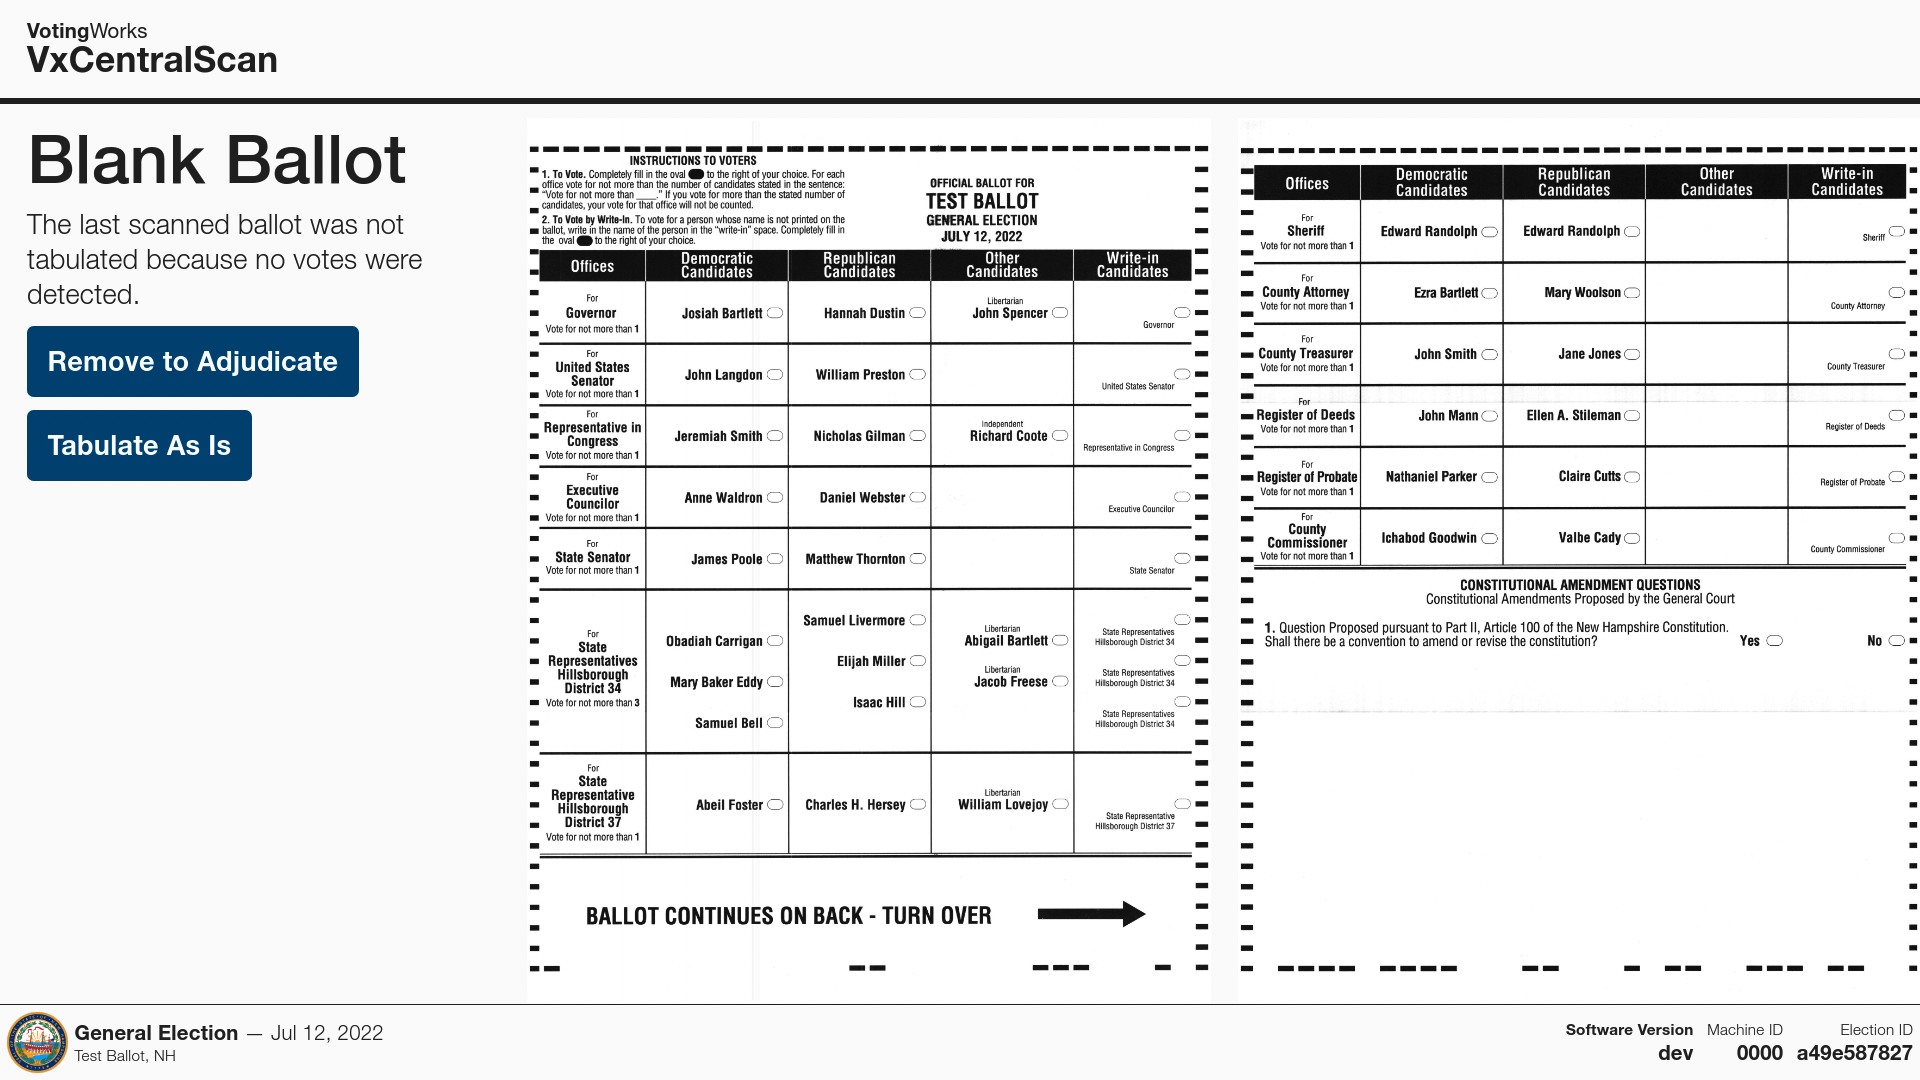 VotingWorks
VxCentralScan
Blank Ballot
The last scanned ballot was not
tabulated because no votes were
detected.
Remove to Adjudicate
Tabulate As Is
INSTRUCTIONS TO VOTERS
1. To Vote. Completely fill in the oval to the right of your choice. For each
office vote for not more than the number of candidates stated in the sentence:
“Vote for not more than ____.” If you vote for more than the stated number of
candidates, your vote for that office will not be counted.
2. To Vote by Write-In. To vote for a person whose name is not printed on the
ballot, write in the name of the person in the “write-in” space. Completely fill in
the oval to the right of your choice.
OFFICIAL BALLOT FOR
TEST BALLOT
GENERAL ELECTION
JULY 12, 2022
Offices
Democratic Candidates
Republican Candidates
Other Candidates
Write-in Candidates
For
Governor
Vote for not more than 1
Josiah Bartlett
Hannah Dustin
Libertarian
John Spencer
Governor
For
United States
Senator
Vote for not more than 1
John Langdon
William Preston
United States Senator
For
Representative in
Congress
Vote for not more than 1
Jeremiah Smith
Nicholas Gilman
Independent
Richard Coote
Representative in Congress
For
Executive
Councilor
Vote for not more than 1
Anne Waldron
Daniel Webster
Executive Councilor
For
State Senator
Vote for not more than 1
James Poole
Matthew Thornton
State Senator
For
State
Representatives
Hillsborough
District 34
Vote for not more than 3
Obadiah Carrigan
Mary Baker Eddy
Samuel Bell
Samuel Livermore
Elijah Miller
Isaac Hill
Libertarian
Abigail Bartlett
Libertarian
Jacob Freese
State Representatives
Hillsborough District 34
State Representatives
Hillsborough District 34
State Representatives
Hillsborough District 34
For
State
Representative
Hillsborough
District 37
Vote for not more than 1
Abeil Foster
Charles H. Hersey
Libertarian
William Lovejoy
State Representative
Hillsborough District 37
BALLOT CONTINUES ON BACK - TURN OVER
Offices
Democratic Candidates
Republican Candidates
Other Candidates
Write-in Candidates
For
Sheriff
Vote for not more than 1
Edward Randolph
Edward Randolph
Sheriff
For
County Attorney
Vote for not more than 1
Ezra Bartlett
Mary Woolson
County Attorney
For
County Treasurer
Vote for not more than 1
John Smith
Jane Jones
County Treasurer
For
Register of Deeds
Vote for not more than 1
John Mann
Ellen A. Stileman
Register of Deeds
For
Register of Probate
Vote for not more than 1
Nathaniel Parker
Claire Cutts
Register of Probate
For
County
Commissioner
Vote for not more than 1
Ichabod Goodwin
Valbe Cady
County Commissioner
CONSTITUTIONAL AMENDMENT QUESTIONS
Constitutional Amendments Proposed by the General Court
1. Question Proposed pursuant to Part II, Article 100 of the New Hampshire Constitution.
Shall there be a convention to amend or revise the constitution?
Yes
No
General Election — Jul 12, 2022
Test Ballot, NH
Software Version
dev
Machine ID
0000
Election ID
a49e587827